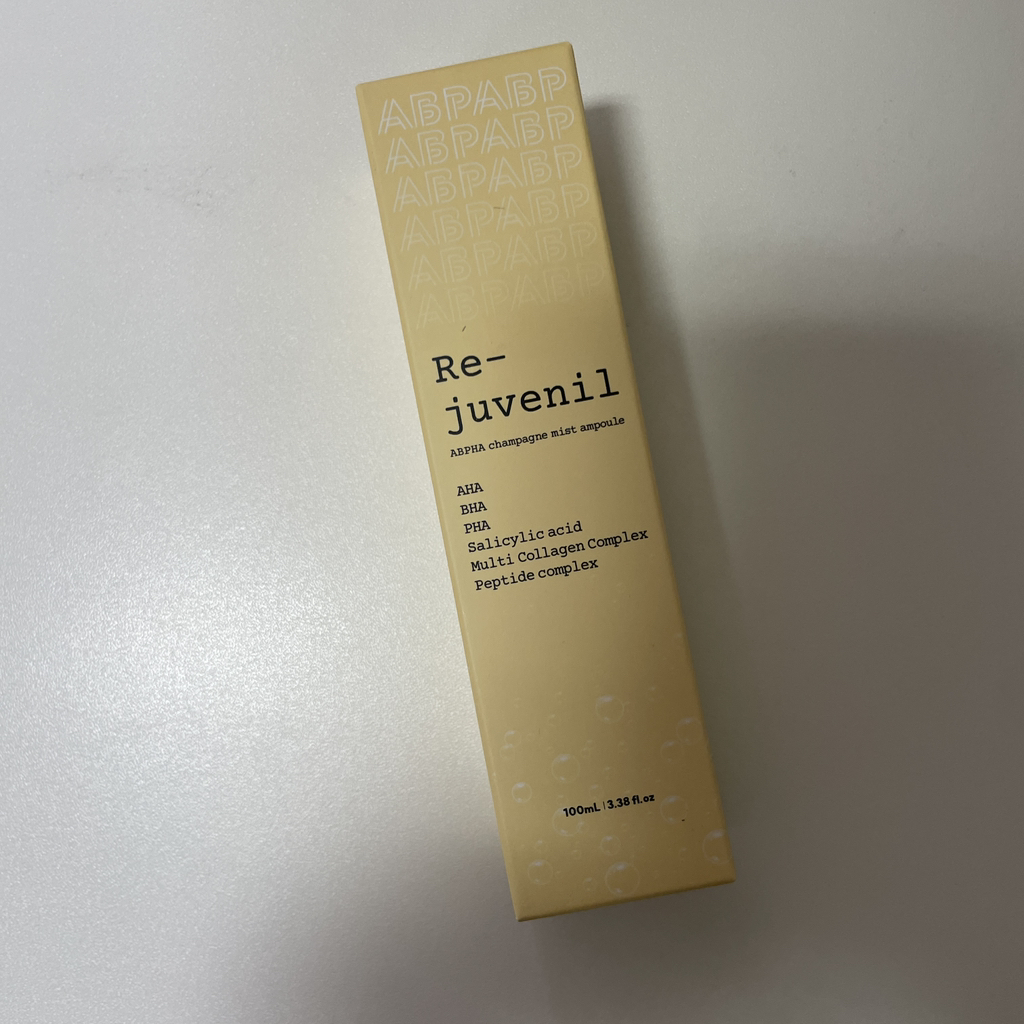 ABPABP
ABPABP
ABPABP
ABPABP
ABPABP
ABPABP
Re-
juvenil
ABPHA champagne mist ampoule
AHA
BHA
PHA
Salicylic acid
Multi Collagen Complex
Peptide complex
100mL | 3.38 fl.oz